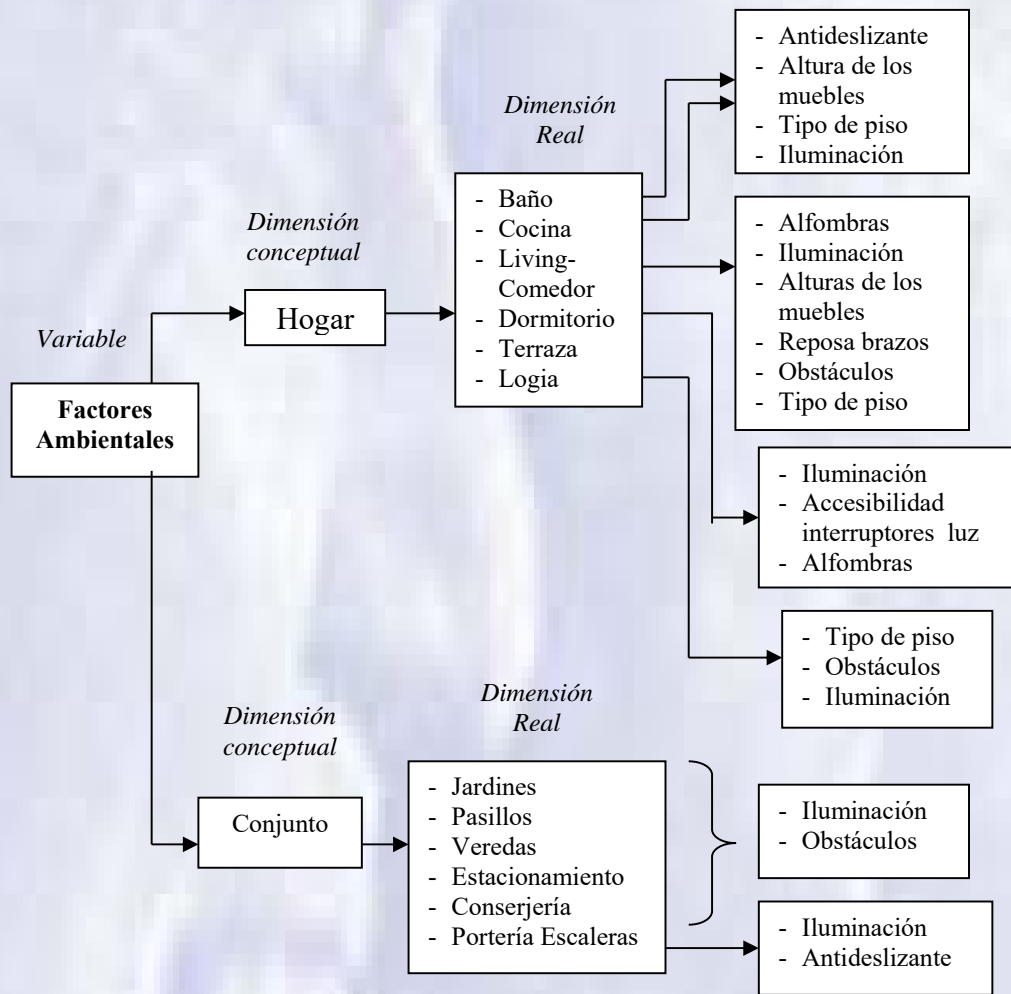 Variable
Factores
Ambientales
Dimensión
conceptual
Hogar
Dimensión
Real
- Baño
- Cocina
- Living-
Comedor
- Dormitorio
- Terraza
- Logia
- Antideslizante
- Altura de los
muebles
- Tipo de piso
- Iluminación
- Alfombras
- Iluminación
- Alturas de los
muebles
- Reposa brazos
- Obstáculos
- Tipo de piso
- Iluminación
- Accesibilidad
interruptores luz
- Alfombras
- Tipo de piso
- Obstáculos
- Iluminación
Dimensión
conceptual
Conjunto
Dimensión
Real
- Jardines
- Pasillos
- Veredas
- Estacionamiento
- Conserjería
- Portería Escaleras
- Iluminación
- Obstáculos
- Iluminación
- Antideslizante